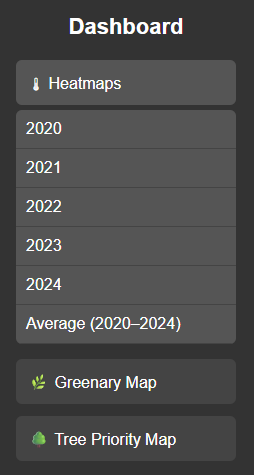 Dashboard
🌡️ Heatmaps
2020
2021
2022
2023
2024
Average (2020–2024)
🌿 Greenary Map
🌳 Tree Priority Map